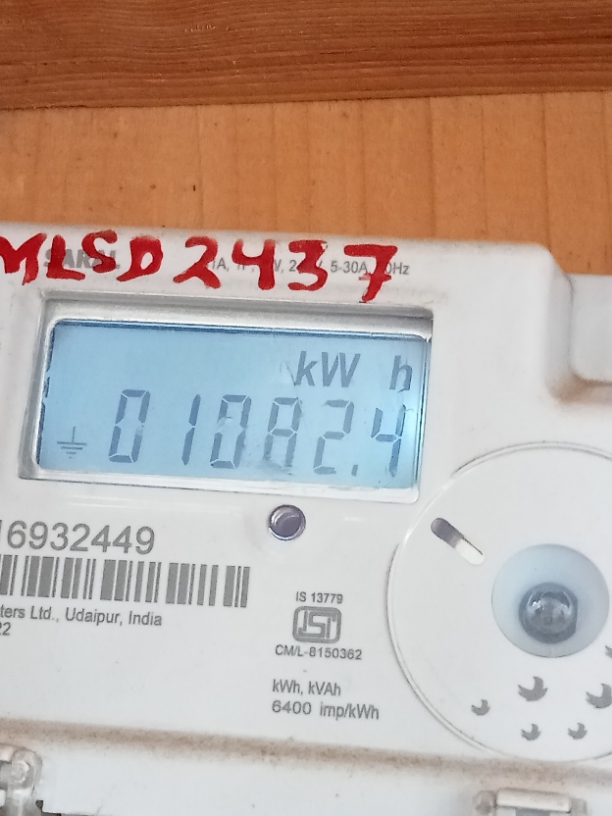 MLSD2437
5-30A
kW h
01082.4
16932449
IS 13779
CM/L-8150362
ters Ltd., Udaipur, India
22
kWh, kVAh
6400 imp/kWh